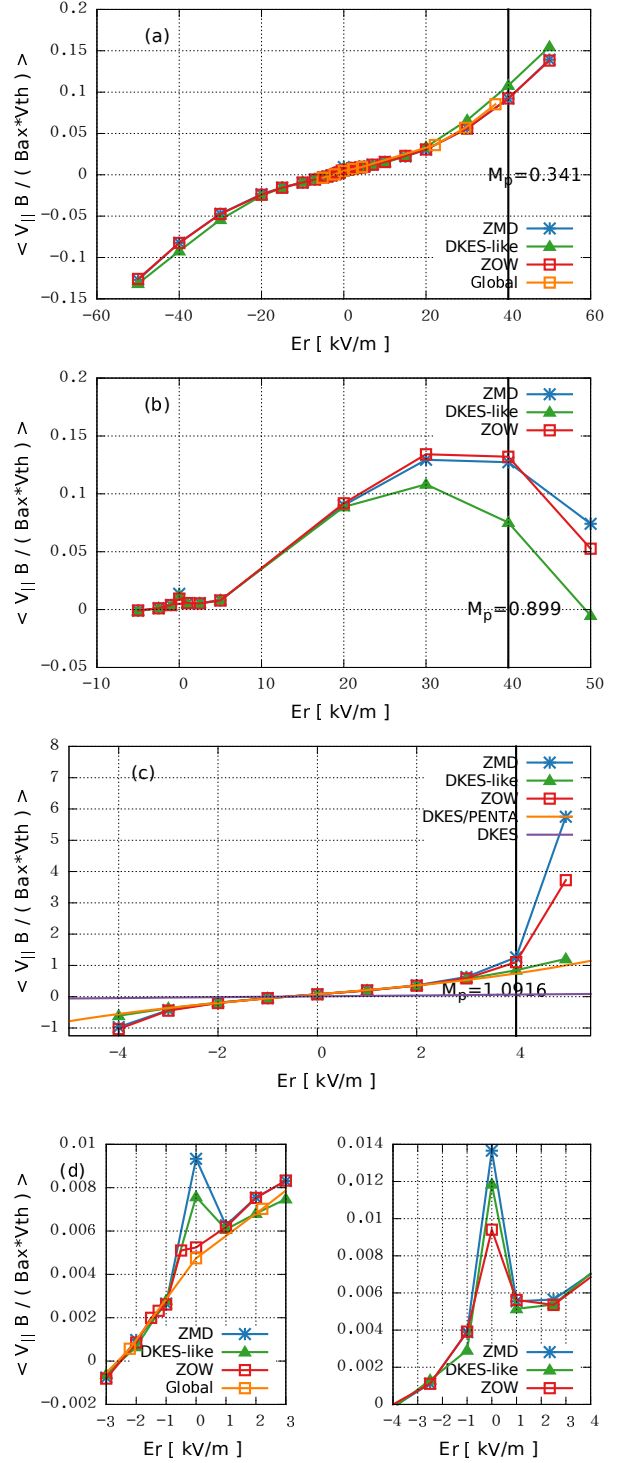 0.2
(a)
0.15
0.1
0.05
0
−0.05
−0.1
−0.15
< V|| B / ( Bax*Vth ) >
Mp=0.341
ZMD
DKES-like
ZOW
Global
−60 −40 −20 0 20 40 60
Er [ kV/m ]
0.2
(b)
ZMD
DKES-like
ZOW
0.15
0.1
0.05
0
−0.05
< V|| B / ( Bax*Vth ) >
Mp=0.899
−10 0 10 20 30 40 50
Er [ kV/m ]
8
7
6
5
4
3
2
1
0
−1
(c)
ZMD
DKES-like
ZOW
DKES/PENTA
DKES
< V|| B / ( Bax*Vth ) >
Mp=1.0916
−4 −2 0 2 4
Er [ kV/m ]
0.01
(d)
0.008
0.006
0.004
0.002
0
−0.002
< V|| B / ( Bax*Vth ) >
ZMD
DKES-like
ZOW
Global
−3 −2 −1 0 1 2 3
Er [ kV/m ]
0.014
0.012
0.01
0.008
0.006
0.004
0.002
0
ZMD
DKES-like
ZOW
−4 −3 −2 −1 0 1 2 3 4
Er [ kV/m ]